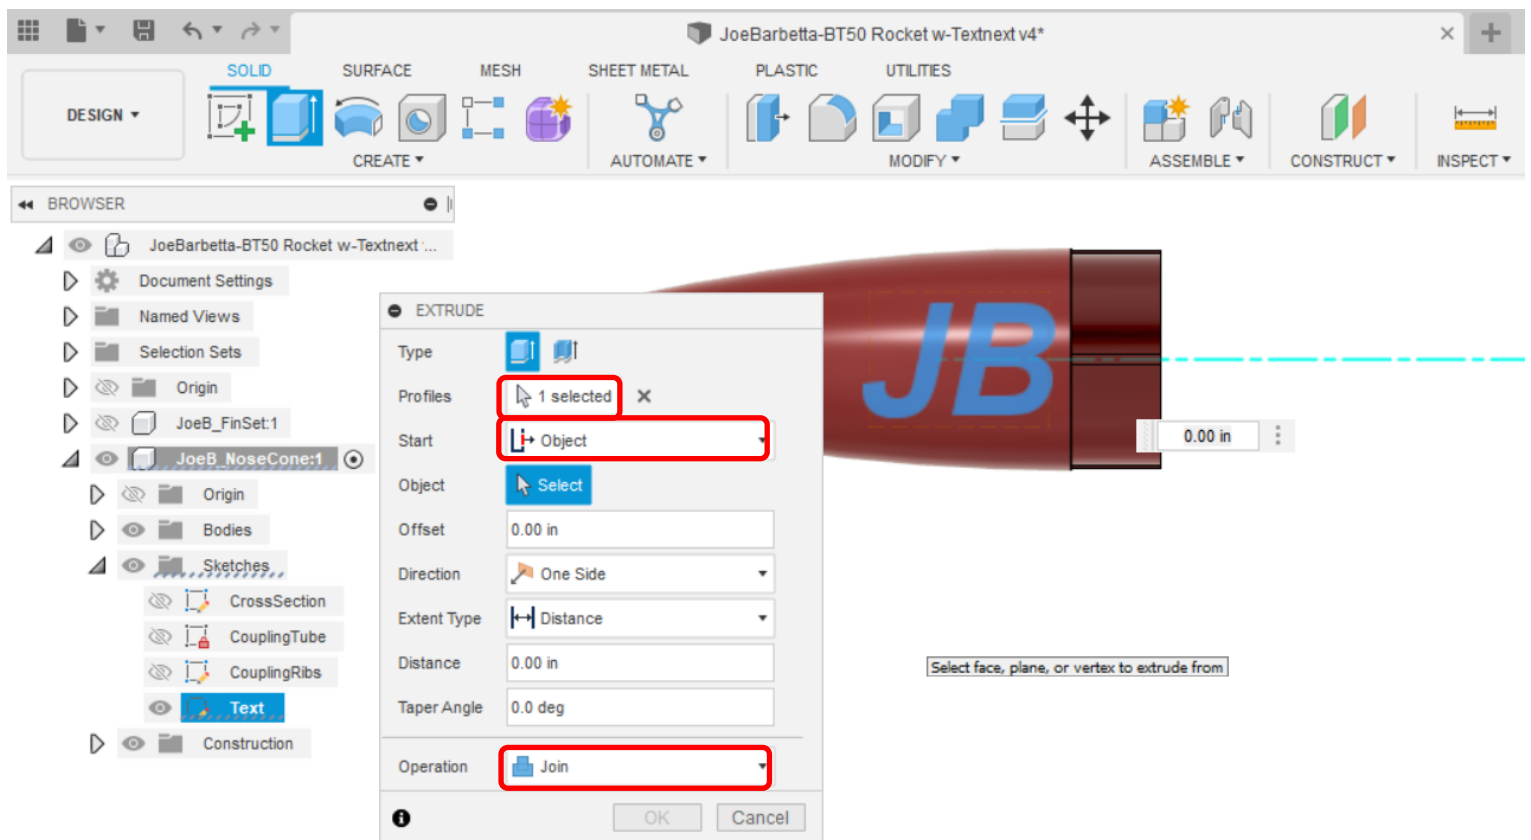 JoeBarbetta-BT50 Rocket w-Textnext v4*
SOLID SURFACE MESH SHEET METAL PLASTIC UTILITIES
DESIGN
CREATE AUTOMATE MODIFY ASSEMBLE CONSTRUCT INSPECT
BROWSER
JoeBarbetta-BT50 Rocket w-Textnext ...
Document Settings
Named Views
Selection Sets
Origin
JoeB_FinSet:1
JoeB_NoseCone:1
Origin
Bodies
Sketches
CrossSection
CouplingTube
CouplingRibs
Text
Construction
EXTRUDE
Type
Profiles 1 selected
Start Object
Object Select
Offset 0.00 in
Direction One Side
Extent Type Distance
Distance 0.00 in
Taper Angle 0.0 deg
Operation Join
OK Cancel
JB
0.00 in
Select face, plane, or vertex to extrude from